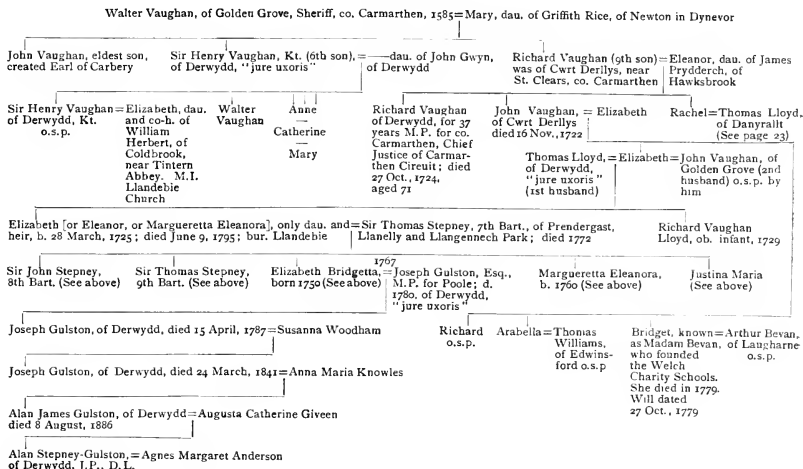 Walter Vaughan, of Golden Grove, Sheriff, co. Carmarthen, 1585=Mary, dau. of Griffith Rice, of Newton in Dynevor
John Vaughan, eldest son,
created Earl of Carbery
Sir Henry Vaughan, Kt. (6th son),=——dau. of John Gwyn,
of Derwydd, "jure uxoris" of Derwydd
Richard Vaughan (9th son)=Eleanor, dau. of James
was of Cwrt Derllys, near Prydderch, of
St. Clears, co. Carmarthen Hawksbrook
Sir Henry Vaughan=Elizabeth, dau.
of Derwydd, Kt. and co-h. of
o.s.p. William
Herbert, of
Coldbrook,
near Tintern
Abbey. M.I.
Llandebie
Church
Walter
Vaughan
Anne
—
Catherine
—
Mary
Richard Vaughan
of Derwydd, for 37
years M.P. for co.
Carmarthen, Chief
Justice of Carmar-
then Circuit; died
27 Oct., 1724,
aged 71
John Vaughan, = Elizabeth
of Cwrt Derllys
died 16 Nov., 1722
Rachel=Thomas Lloyd,
of Danyrallt
(See page 23)
Thomas Lloyd,=Elizabeth=John Vaughan, of
of Derwydd, Golden Grove (2nd
"jure uxoris" husband) o.s.p. by
(1st husband) him
Elizabeth [or Eleanor, or Margueretta Eleanora], only dau. and=Sir Thomas Stepney, 7th Bart., of Prendergast,
heir, b. 28 March, 1725; died June 9, 1795; bur. Llandebie Llanelly and Llangennech Park; died 1772
Richard Vaughan
Lloyd, ob. infant, 1729
Sir John Stepney,
8th Bart. (See above)
Sir Thomas Stepney,
9th Bart. (See above)
1767
Elizabeth Bridgetta,=Joseph Gulston, Esq.,
born 1750 (See above) M.P. for Poole; d.
1780. of Derwydd,
"jure uxoris"
Margueretta Eleanora,
b. 1760 (See above)
Justina Maria
(See above)
Joseph Gulston, of Derwydd, died 15 April, 1787=Susanna Woodham
Richard
o.s.p.
Arabella=Thomas
Williams,
of Edwins-
ford o.s.p
Bridget, known=Arthur Bevan,
as Madam Bevan, of Laugharne
who founded o.s.p.
the Welch
Charity Schools.
She died in 1779.
Will dated
27 Oct., 1779
Joseph Gulston, of Derwydd, died 24 March, 1841=Anna Maria Knowles
Alan James Gulston, of Derwydd=Augusta Catherine Giveen
died 8 August, 1886
Alan Stepney-Gulston,=Agnes Margaret Anderson
of Derwydd, J.P., D.L.